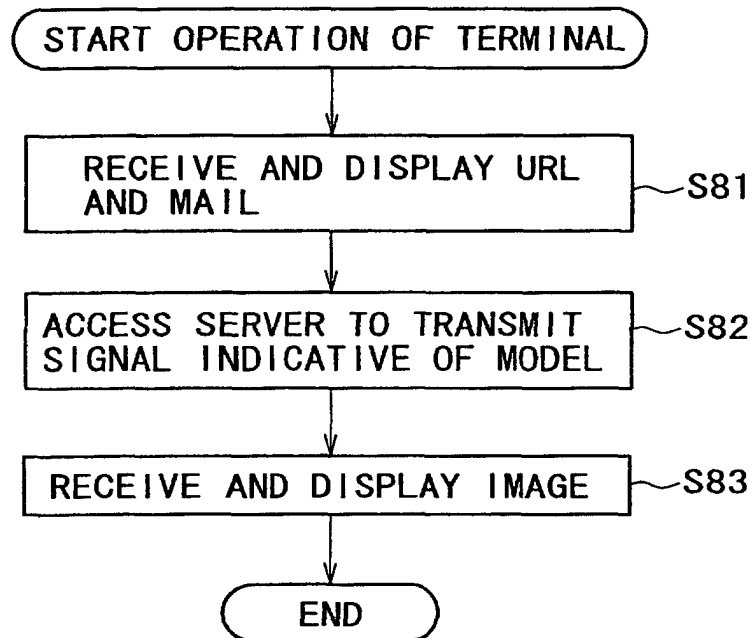 START OPERATION OF TERMINAL
RECEIVE AND DISPLAY URL
AND MAIL
S81
ACCESS SERVER TO TRANSMIT
SIGNAL INDICATIVE OF MODEL
S82
RECEIVE AND DISPLAY IMAGE
S83
END